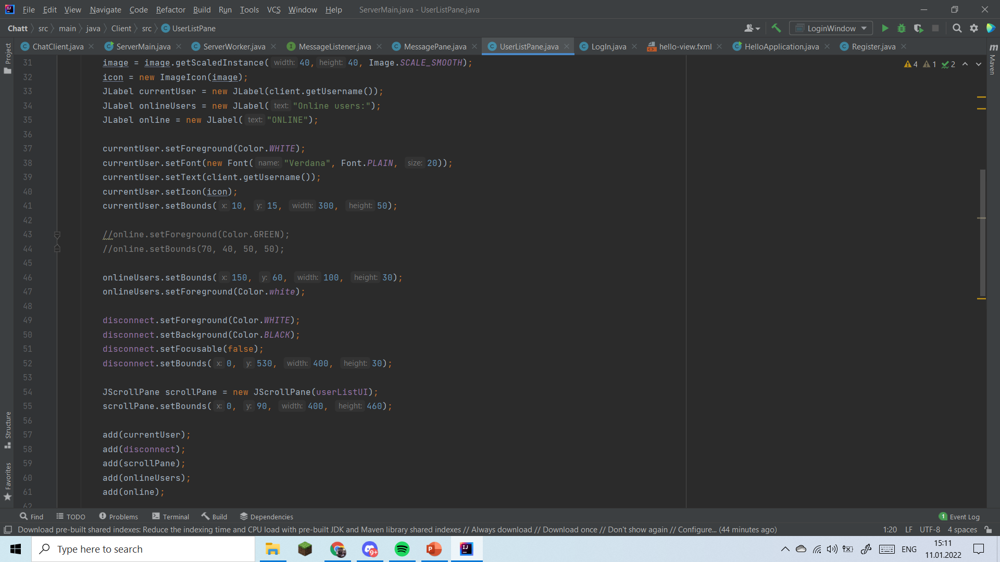 File Edit View Navigate Code Refactor Build Run Tools VCS Window Help ServerMain.java - UserListPane.java
Chatt src main java Client src UserListPane LoginWindow
ChatClient.java ServerMain.java ServerWorker.java MessageListener.java MessagePane.java UserListPane.java LogIn.java hello-view.fxml HelloApplication.java Register.java
Project
Maven
4 1 2
31 image = image.getScaledInstance( width: 40, height: 40, Image.SCALE_SMOOTH);
32 icon = new ImageIcon(image);
33 JLabel currentUser = new JLabel(client.getUsername());
34 JLabel onlineUsers = new JLabel( text: "Online users:");
35 JLabel online = new JLabel( text: "ONLINE");
36
37 currentUser.setForeground(Color.WHITE);
38 currentUser.setFont(new Font( name: "Verdana", Font.PLAIN, size: 20));
39 currentUser.setText(client.getUsername());
40 currentUser.setIcon(icon);
41 currentUser.setBounds( x: 10, y: 15, width: 300, height: 50);
42
43 //online.setForeground(Color.GREEN);
44 //online.setBounds(70, 40, 50, 50);
45
46 onlineUsers.setBounds( x: 150, y: 60, width: 100, height: 30);
47 onlineUsers.setForeground(Color.white);
48
49 disconnect.setForeground(Color.WHITE);
50 disconnect.setBackground(Color.BLACK);
51 disconnect.setFocusable(false);
52 disconnect.setBounds( x: 0, y: 530, width: 400, height: 30);
53
54 JScrollPane scrollPane = new JScrollPane(userListUI);
55 scrollPane.setBounds( x: 0, y: 90, width: 400, height: 460);
56
57 add(currentUser);
58 add(disconnect);
59 add(scrollPane);
60 add(onlineUsers);
61 add(online);
62
Structure
Favorites
Find TODO Problems Terminal Build Dependencies 1 Event Log
Download pre-built shared indexes: Reduce the indexing time and CPU load with pre-built JDK and Maven library shared indexes // Always download // Download once // Don't show again // Configure... (44 minutes ago) 1:20 LF UTF-8 4 spaces
Type here to search 9+ ENG 15:11
11.01.2022